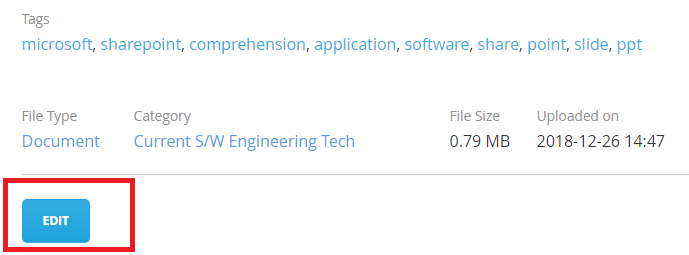 Tags
microsoft, sharepoint, comprehension, application, software, share, point, slide, ppt
File Type Category File Size Uploaded on
Document Current S/W Engineering Tech 0.79 MB 2018-12-26 14:47
EDIT